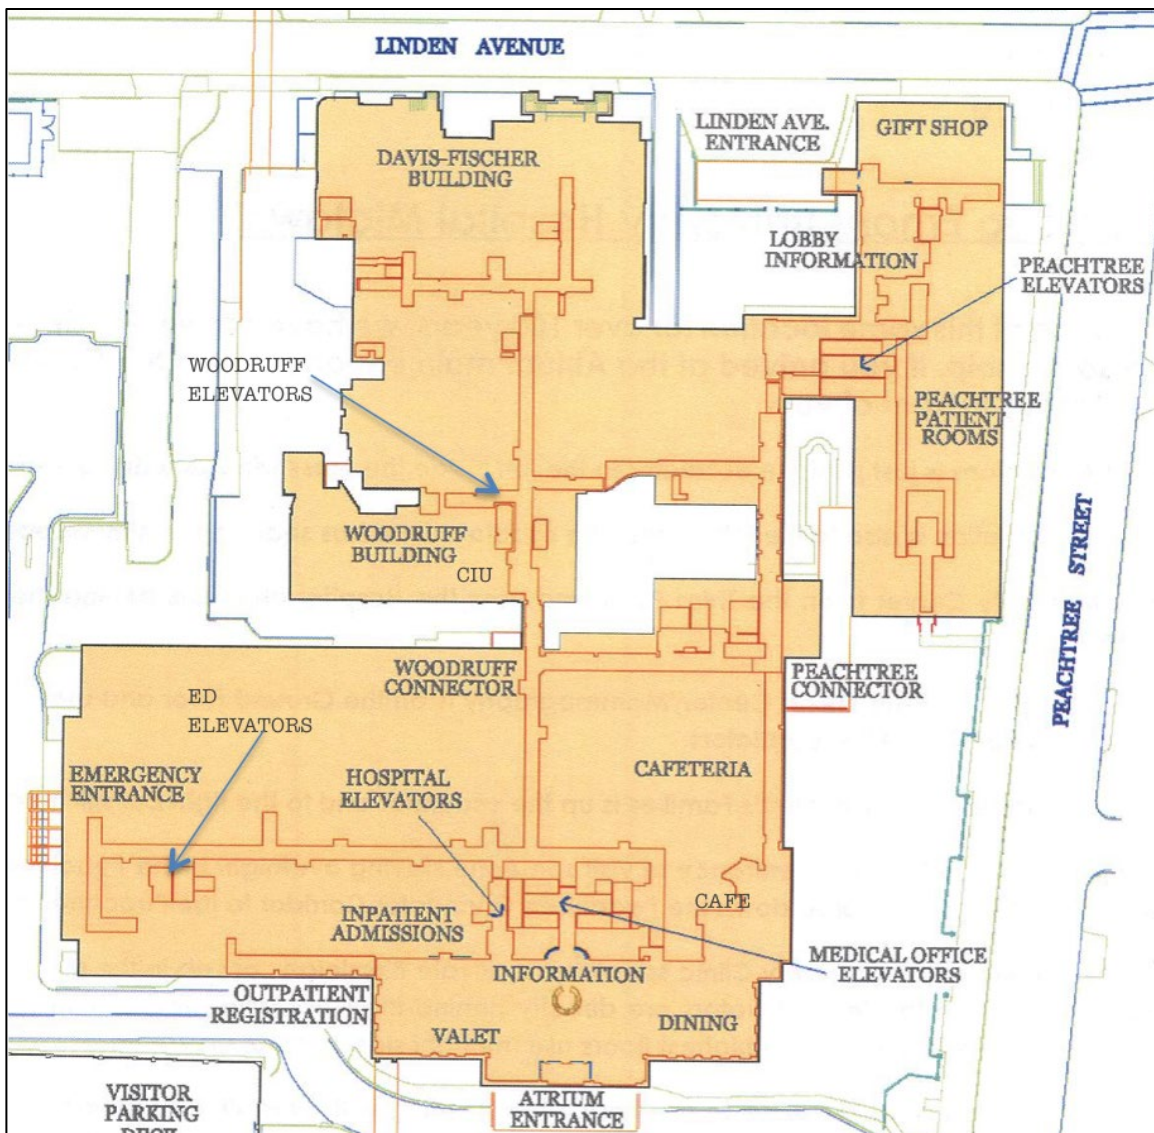 LINDEN AVENUE
LINDEN AVE.
ENTRANCE
GIFT SHOP
DAVIS-FISCHER
BUILDING
LOBBY
INFORMATION
PEACHTREE
ELEVATORS
WOODRUFF
ELEVATORS
PEACHTREE
PATIENT
ROOMS
WOODRUFF
BUILDING
CIU
PEACHTREE STREET
WOODRUFF
CONNECTOR
PEACHTREE
CONNECTOR
ED
ELEVATORS
EMERGENCY
ENTRANCE
HOSPITAL
ELEVATORS
CAFETERIA
INPATIENT
ADMISSIONS
CAFE
MEDICAL OFFICE
ELEVATORS
INFORMATION
OUTPATIENT
REGISTRATION
VALET
DINING
VISITOR
PARKING
DECK
ATRIUM
ENTRANCE